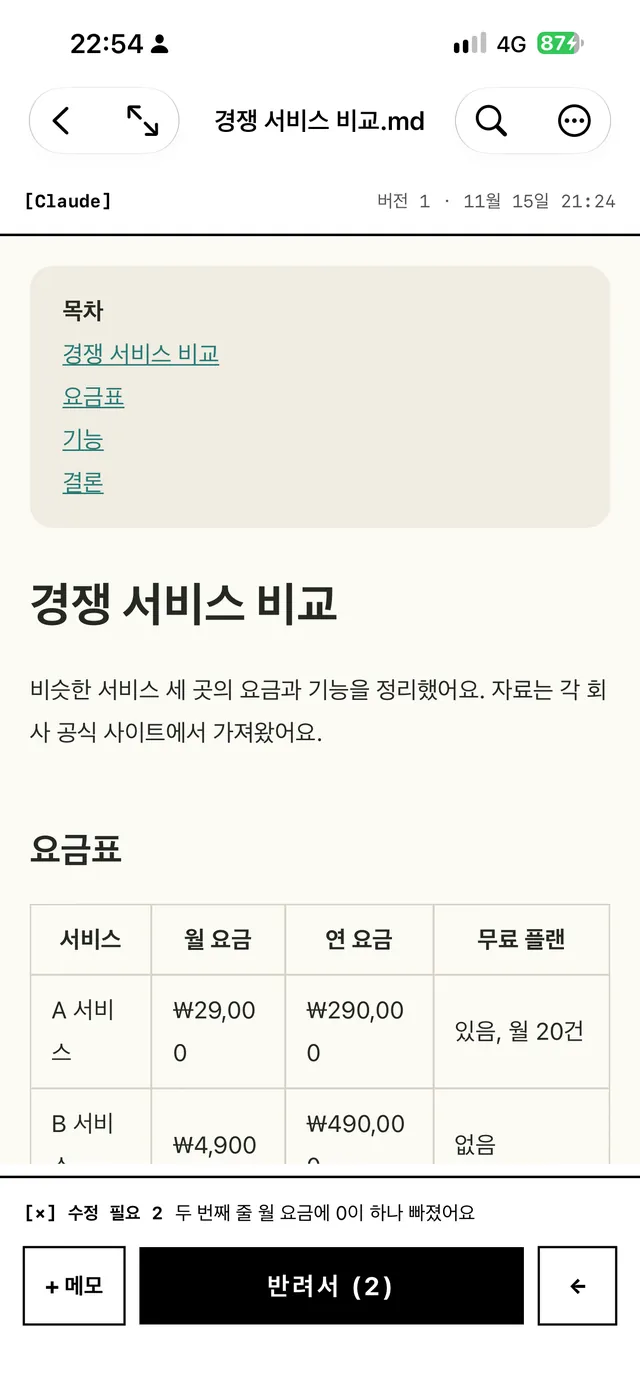 22:54
4G
87
경쟁 서비스 비교.md
[Claude]
버전 1 · 11월 15일 21:24
목차
경쟁 서비스 비교
요금표
기능
결론
경쟁 서비스 비교
비슷한 서비스 세 곳의 요금과 기능을 정리했어요. 자료는 각 회
사 공식 사이트에서 가져왔어요.
요금표
서비스 월 요금 연 요금 무료 플랜
A 서비
스
₩29,00
0
₩290,00
0
있음, 월 20건
B 서비
₩4,900
₩490,00
없음
[×] 수정 필요 2 두 번째 줄 월 요금에 0이 하나 빠졌어요
+ 메모
반려서 (2)
←